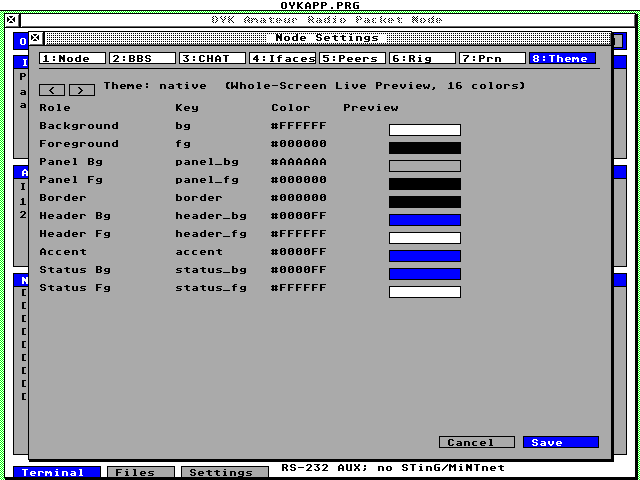 OYKAPP.PRG
OYK Amateur Radio Packet Node
Node Settings
1:Node 2:BBS 3:CHAT 4:Ifaces 5:Peers 6:Rig 7:Prn 8:Theme
< > Theme: native (Whole-Screen Live Preview, 16 colors)
Role Key Color Preview
Background bg #FFFFFF
Foreground fg #000000
Panel Bg panel_bg #AAAAAA
Panel Fg panel_fg #000000
Border border #000000
Header Bg header_bg #0000FF
Header Fg header_fg #FFFFFF
Accent accent #0000FF
Status Bg status_bg #0000FF
Status Fg status_fg #FFFFFF
Cancel Save
Terminal Files Settings RS-232 AUX; no STinG/MiNTnet